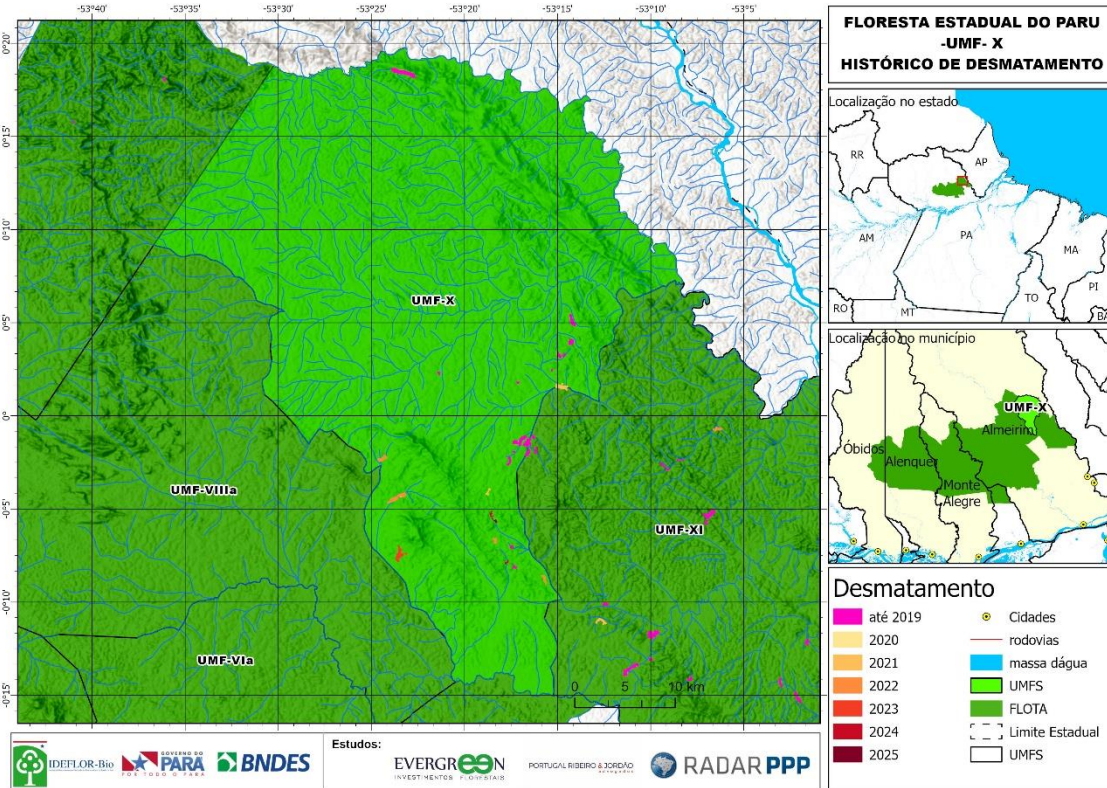 -53°40'
-53°35'
-53°30'
-53°25'
-53°20'
-53°15'
-53°10'
-53°5'
0°20'
0°15'
0°10'
0°5'
0°
-0°5'
-0°10'
-0°15'
UMF-X
UMF-VIIIa
UMF-XI
UMF-VIa
0 5 10 km
FLORESTA ESTADUAL DO PARU
-UMF- X
HISTÓRICO DE DESMATAMENTO
Localização no estado
RR
AP
AM
PA
MA
PI
RO
MT
TO
BA
Localização no município
UMF-X
Almeirim
Óbidos
Alenquer
Monte
Alegre
Desmatamento
até 2019
2020
2021
2022
2023
2024
2025
Cidades
rodovias
massa dágua
UMFS
FLOTA
Limite Estadual
UMFS
IDEFLOR-Bio
GOVERNO DO
PARÁ
POR TODO O PARÁ
BNDES
Estudos:
EVERGREEN
INVESTIMENTOS FLORESTAIS
PORTUGAL RIBEIRO & JORDÃO
advogados
RADAR PPP